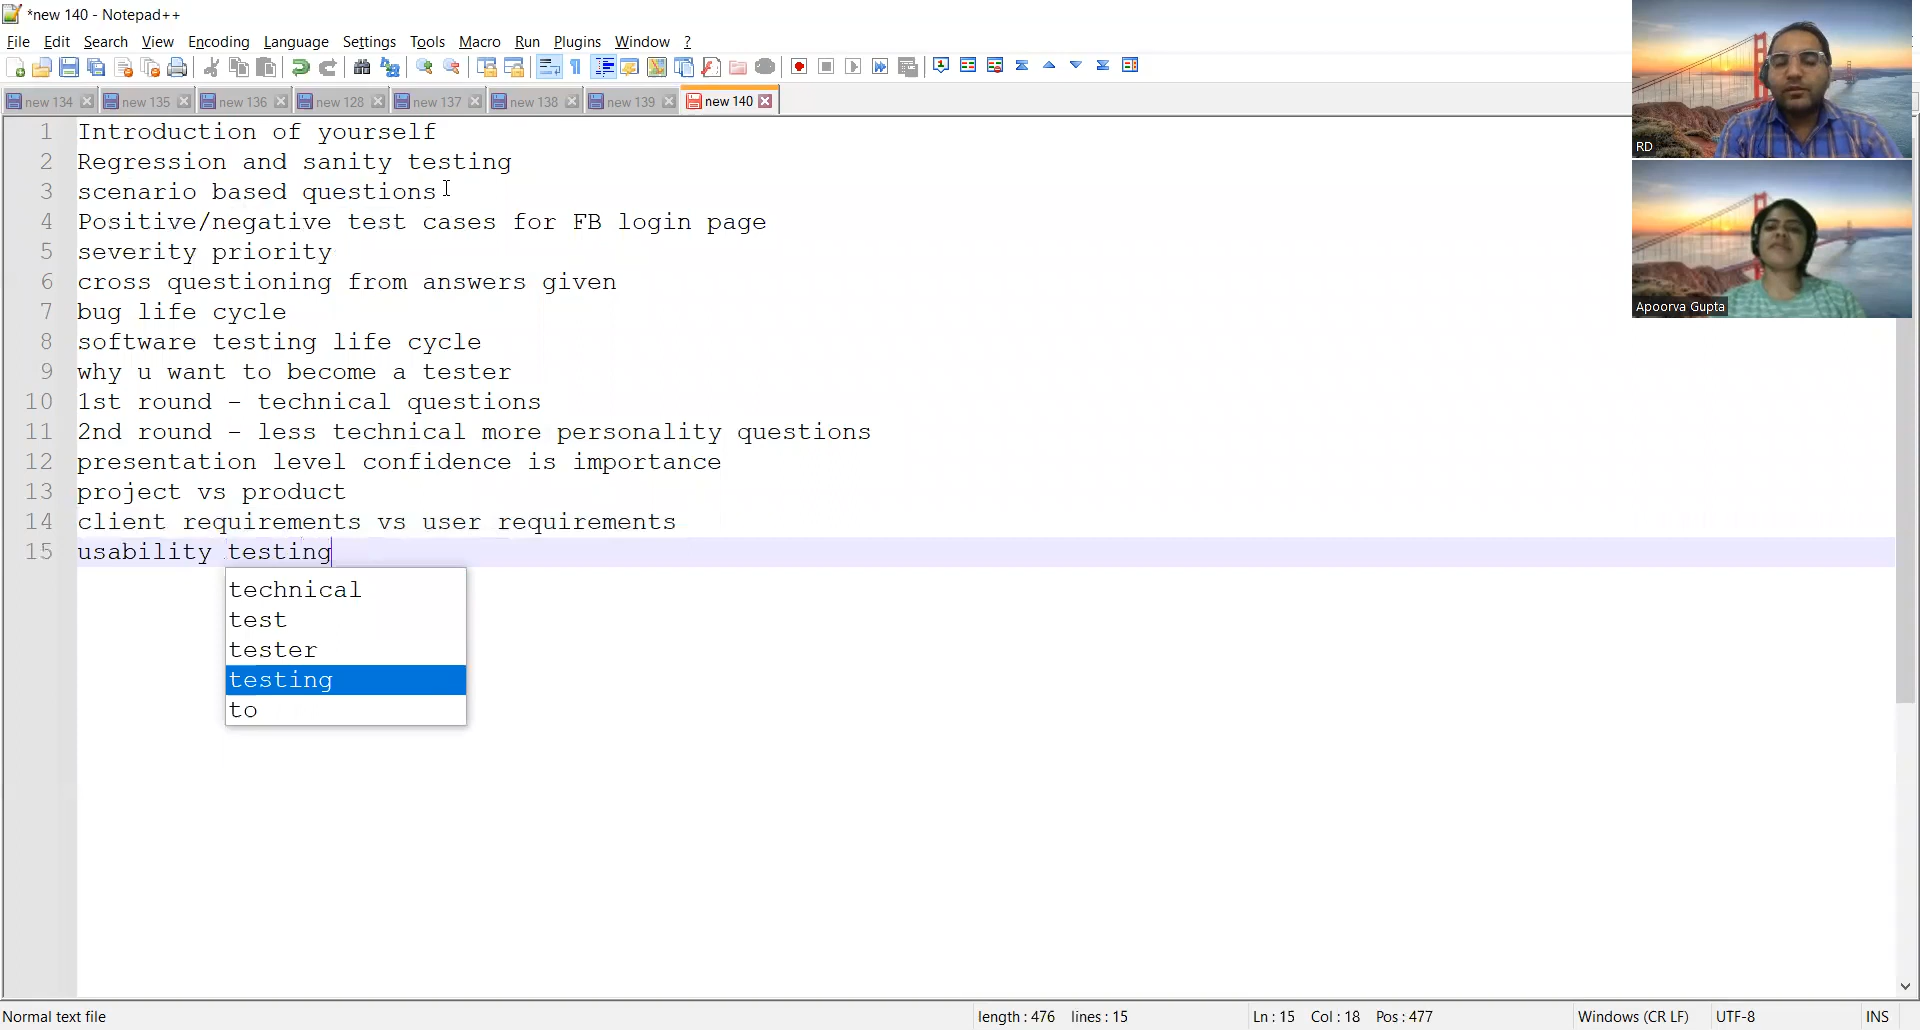 *new 140 - Notepad++
File Edit Search View Encoding Language Settings Tools Macro Run Plugins Window ?
new 134 new 135 new 136 new 128 new 137 new 138 new 139 new 140
1 Introduction of yourself
2 Regression and sanity testing
3 scenario based questions
4 Positive/negative test cases for FB login page
5 severity priority
6 cross questioning from answers given
7 bug life cycle
8 software testing life cycle
9 why u want to become a tester
10 1st round - technical questions
11 2nd round - less technical more personality questions
12 presentation level confidence is importance
13 project vs product
14 client requirements vs user requirements
15 usability testing
technical
test
tester
testing
to
RD
Apoorva Gupta
Normal text file length : 476 lines : 15 Ln : 15 Col : 18 Pos : 477 Windows (CR LF) UTF-8 INS